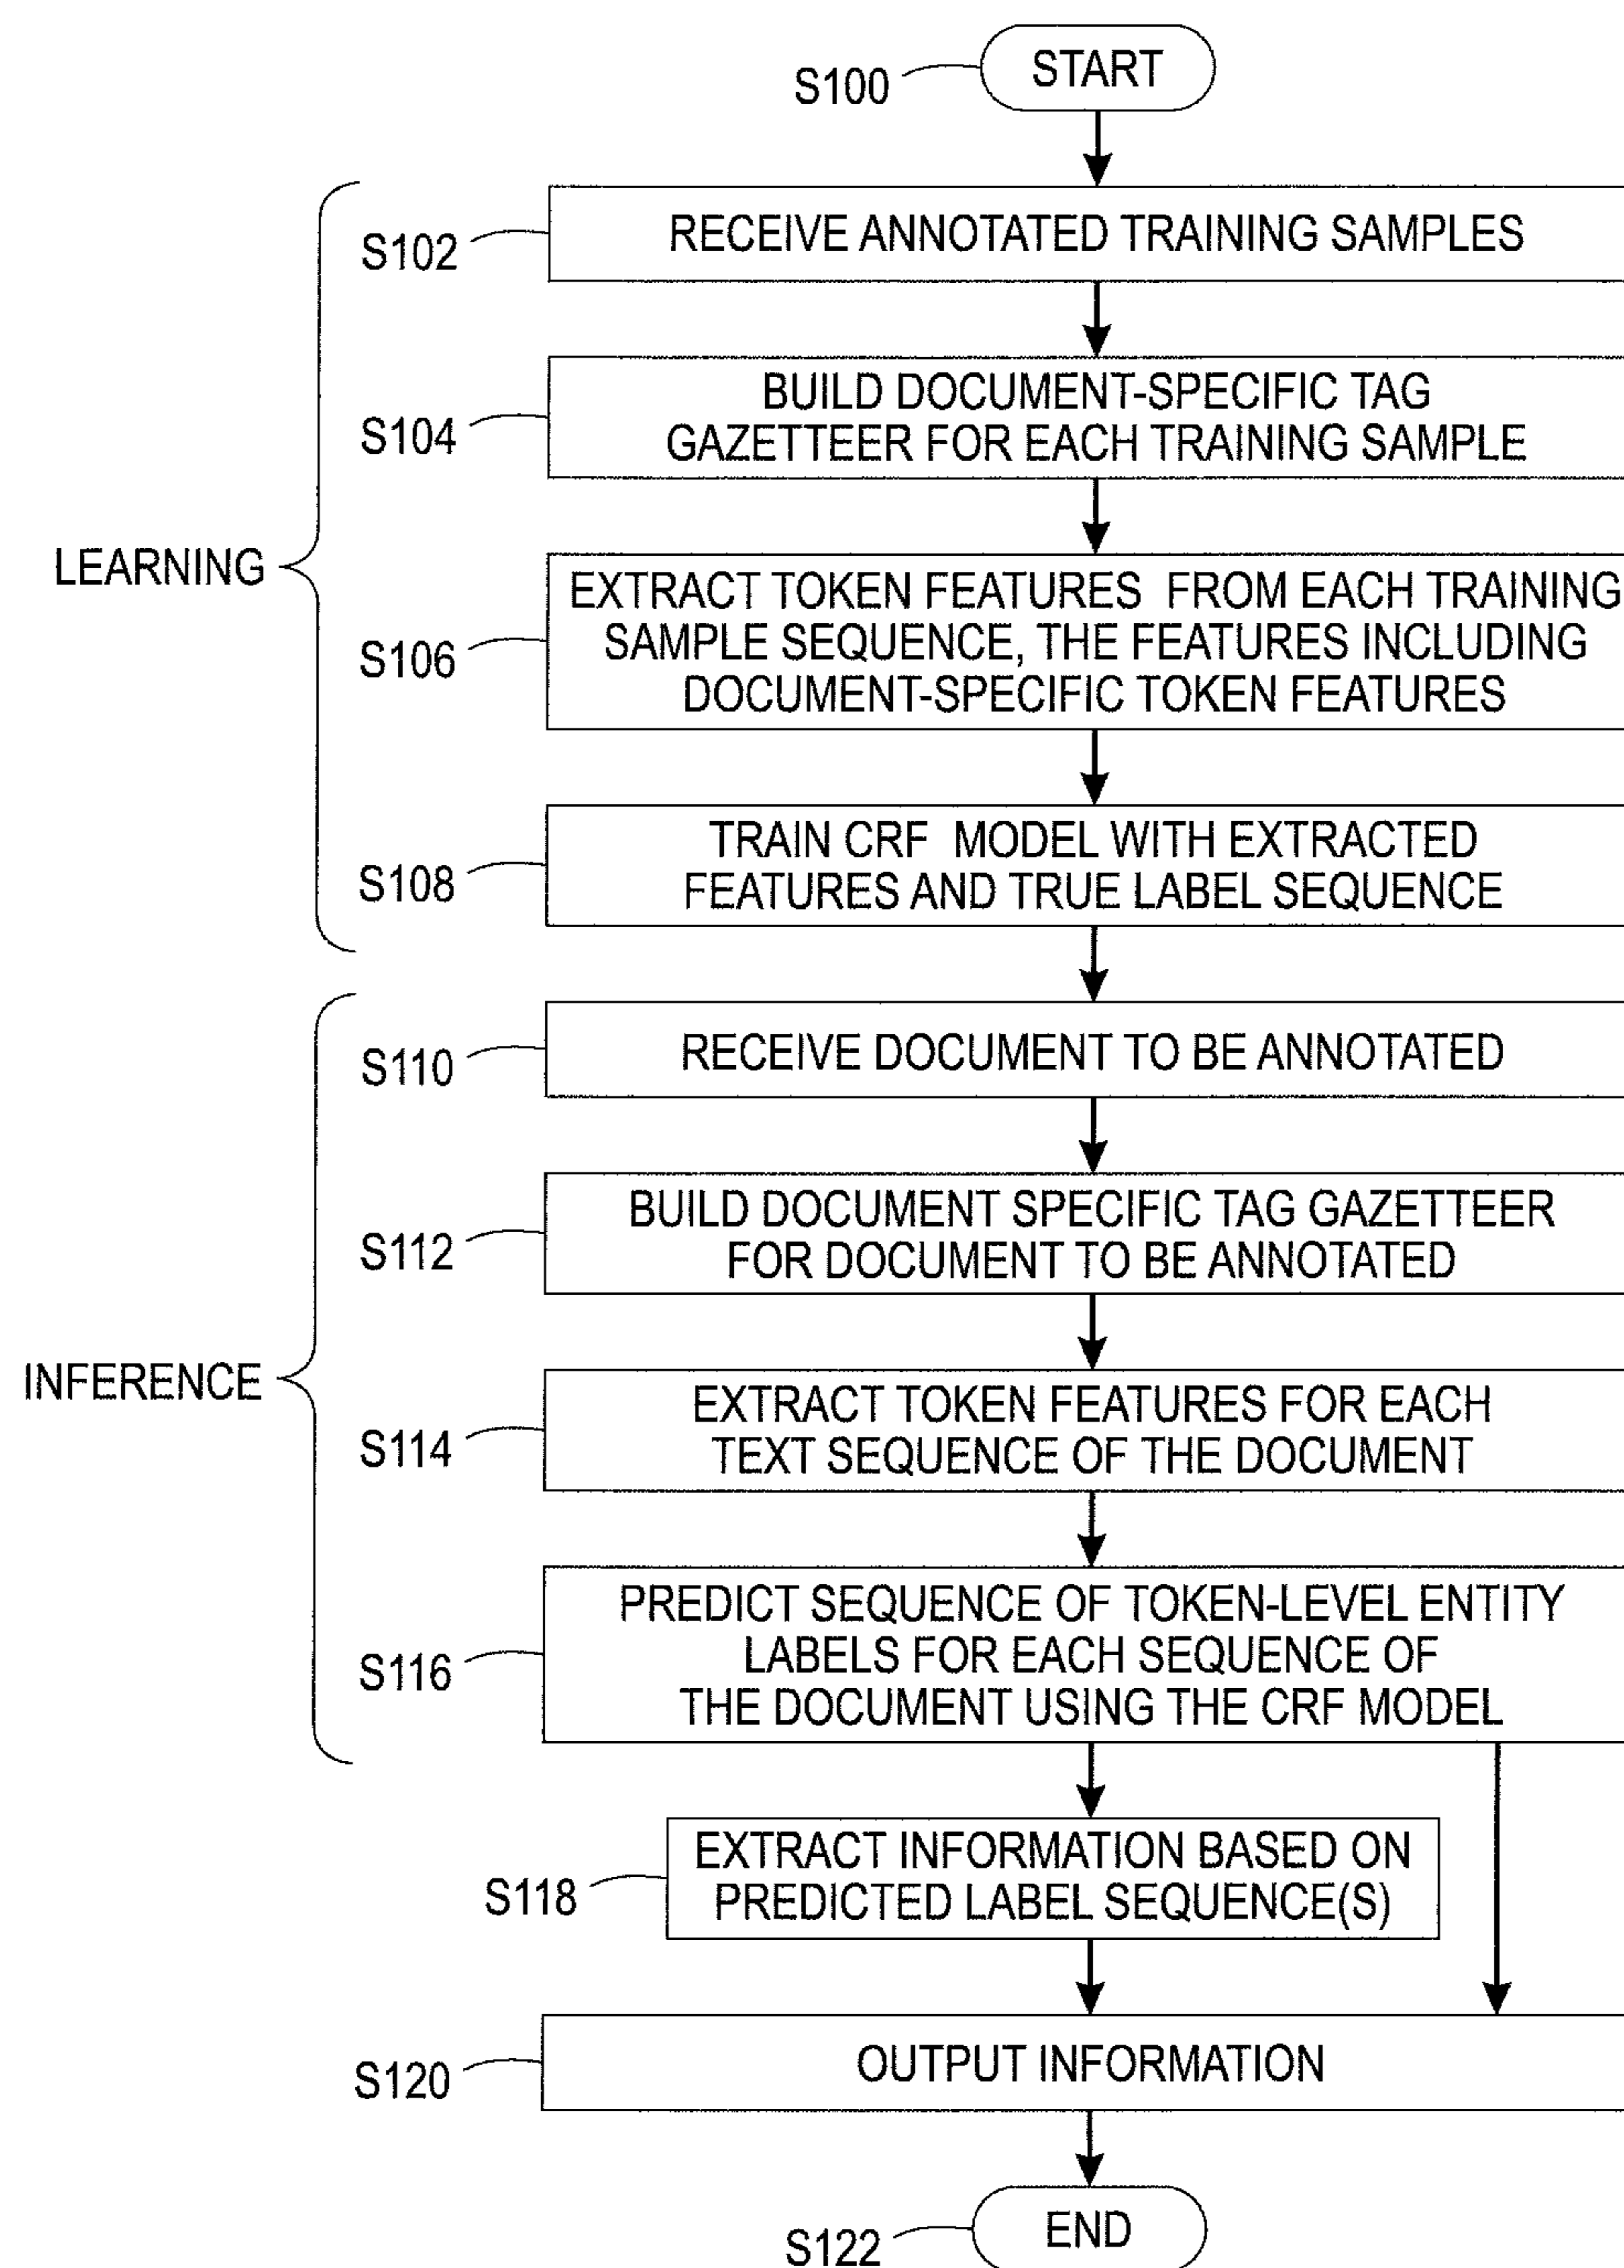 S100
START
LEARNING
S102
RECEIVE ANNOTATED TRAINING SAMPLES
S104
BUILD DOCUMENT-SPECIFIC TAG
GAZETTEER FOR EACH TRAINING SAMPLE
S106
EXTRACT TOKEN FEATURES FROM EACH TRAINING
SAMPLE SEQUENCE, THE FEATURES INCLUDING
DOCUMENT-SPECIFIC TOKEN FEATURES
S108
TRAIN CRF MODEL WITH EXTRACTED
FEATURES AND TRUE LABEL SEQUENCE
INFERENCE
S110
RECEIVE DOCUMENT TO BE ANNOTATED
S112
BUILD DOCUMENT SPECIFIC TAG GAZETTEER
FOR DOCUMENT TO BE ANNOTATED
S114
EXTRACT TOKEN FEATURES FOR EACH
TEXT SEQUENCE OF THE DOCUMENT
S116
PREDICT SEQUENCE OF TOKEN-LEVEL ENTITY
LABELS FOR EACH SEQUENCE OF
THE DOCUMENT USING THE CRF MODEL
S118
EXTRACT INFORMATION BASED ON
PREDICTED LABEL SEQUENCE(S)
S120
OUTPUT INFORMATION
S122
END